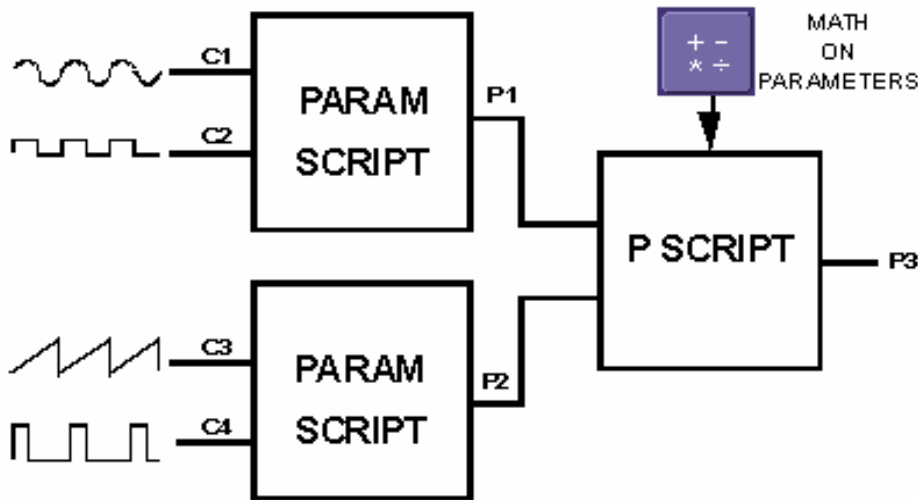 C1
C2
PARAM
SCRIPT
P1
+ -
* ÷
MATH
ON
PARAMETERS
P SCRIPT
P3
C3
C4
PARAM
SCRIPT
P2